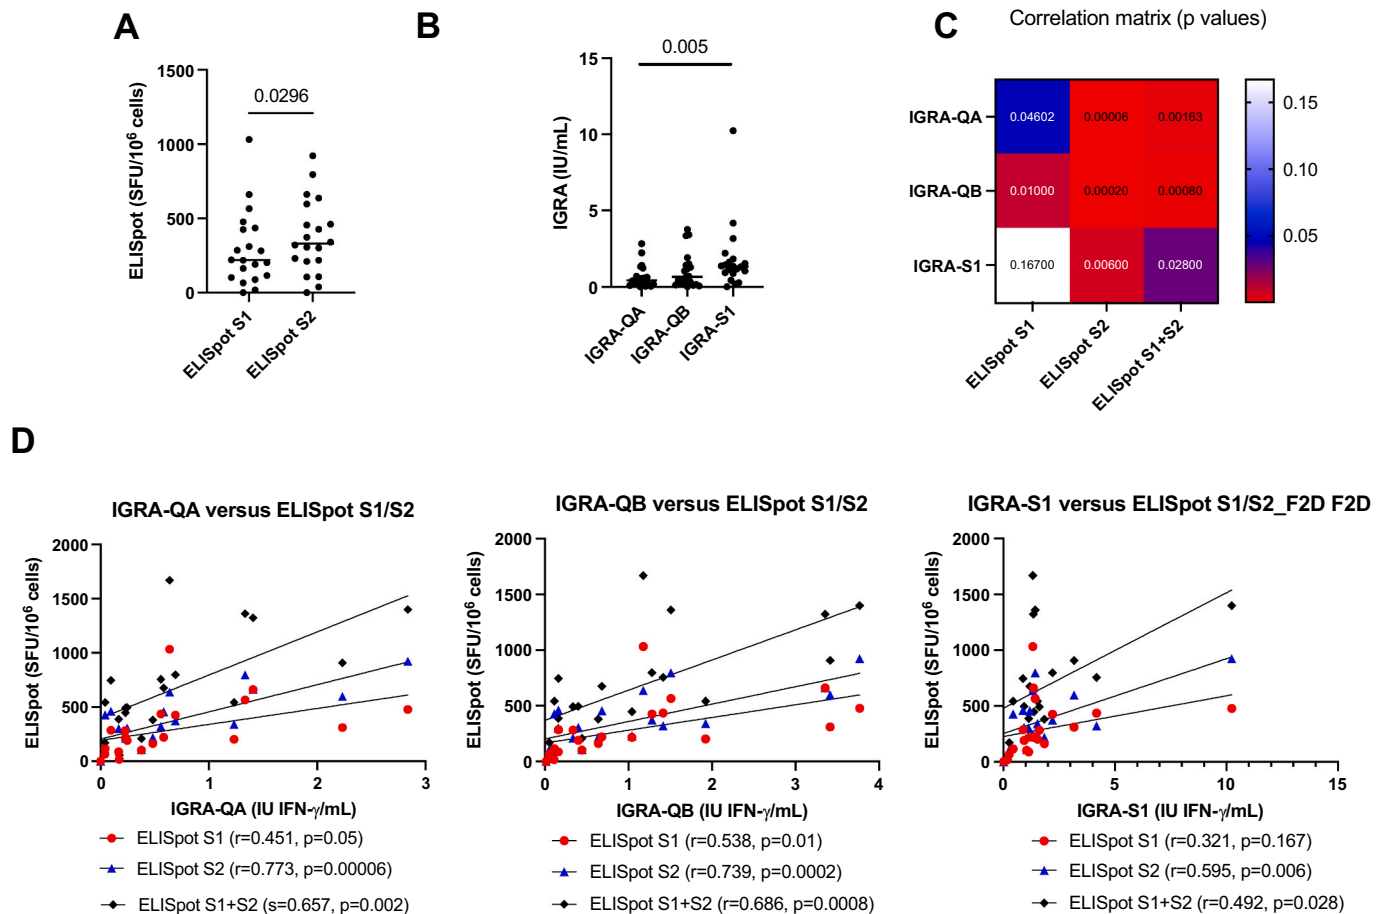 A
B
C
Correlation matrix (p values)
1500
1000
500
0
ELISpot (SFU/10⁶ cells)
0.0296
ELISpot S1
ELISpot S2
15
10
5
0
IGRA (IU/mL)
0.005
IGRA-QA
IGRA-QB
IGRA-S1
IGRA-QA
IGRA-QB
IGRA-S1
0.04602 0.00006 0.00163
0.01000 0.00020 0.00080
0.16700 0.00600 0.02800
ELISpot S1
ELISpot S2
ELISpot S1+S2
0.15
0.10
0.05
D
IGRA-QA versus ELISpot S1/S2
2000
1500
1000
500
0
ELISpot (SFU/10⁶ cells)
0 1 2 3
IGRA-QA (IU IFN-γ/mL)
ELISpot S1 (r=0.451, p=0.05)
ELISpot S2 (r=0.773, p=0.00006)
ELISpot S1+S2 (s=0.657, p=0.002)
IGRA-QB versus ELISpot S1/S2
2000
1500
1000
500
0
ELISpot (SFU/10⁶ cells)
0 1 2 3 4
IGRA-QB (IU IFN-γ/mL)
ELISpot S1 (r=0.538, p=0.01)
ELISpot S2 (r=0.739, p=0.0002)
ELISpot S1+S2 (r=0.686, p=0.0008)
IGRA-S1 versus ELISpot S1/S2_F2D F2D
2000
1500
1000
500
0
ELISpot (SFU/10⁶ cells)
0 5 10 15
IGRA-S1 (IU IFN-γ/mL)
ELISpot S1 (r=0.321, p=0.167)
ELISpot S2 (r=0.595, p=0.006)
ELISpot S1+S2 (r=0.492, p=0.028)